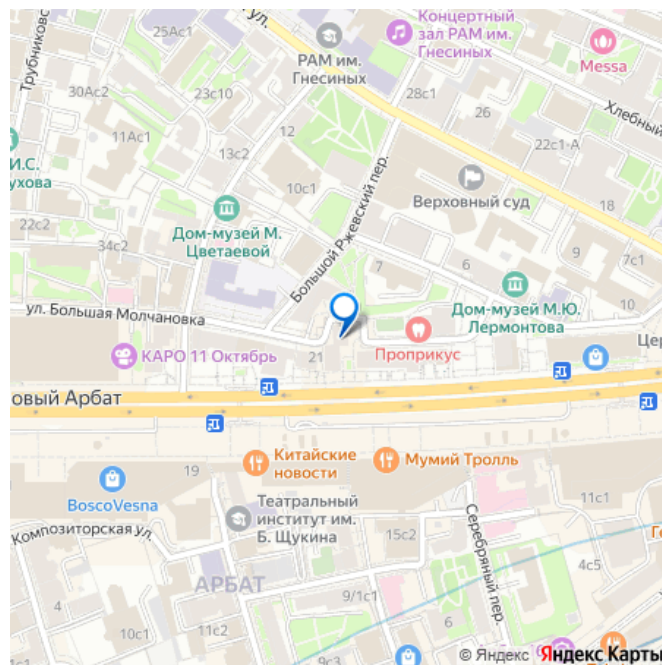 Концертный
зал РАМ им.
Гнесиных
25Ас1
ул.
РАМ им.
Гнесиных
Messa
Трубниковс
30Ас2
23с10
28с1
26
Хлебный
11Ас1
12
22с1-А
13с2
И.С.
ухова
10с1
Большой Ржевский пер.
Верховный суд
18
22с2
34с2
Дом-музей М.
Цветаевой
7
6
9
7с1
ул. Большая Молчановка
Дом-музей М.Ю.
Лермонтова
10
КАРО 11 Октябрь
21
Проприкус
Цер
овый Арбат
19
Китайские
новости
Мумий Тролль
BoscoVesna
Театральный
институт им.
Б. Щукина
11с1
Композиторская ул.
15с2
Серебряный пер.
АРБАТ
4
9/1с1
4с5
10с1
11с2
© Яндекс Яндекс Карты